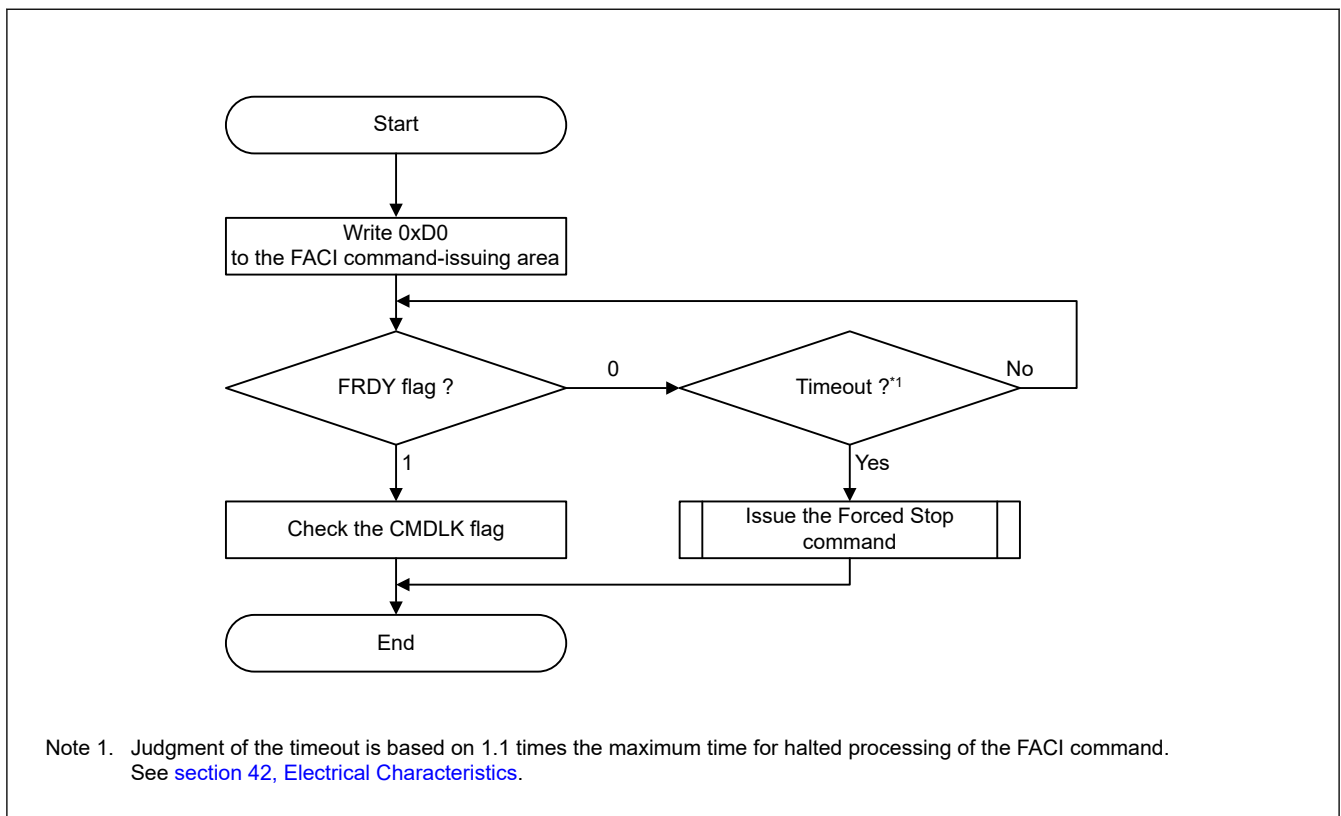 Start
Write 0xD0
to the FACI command-issuing area
FRDY flag ?
0
Timeout ?*1
No
1
Yes
Check the CMDLK flag
Issue the Forced Stop
command
End
Note 1. Judgment of the timeout is based on 1.1 times the maximum time for halted processing of the FACI command.
See section 42, Electrical Characteristics.